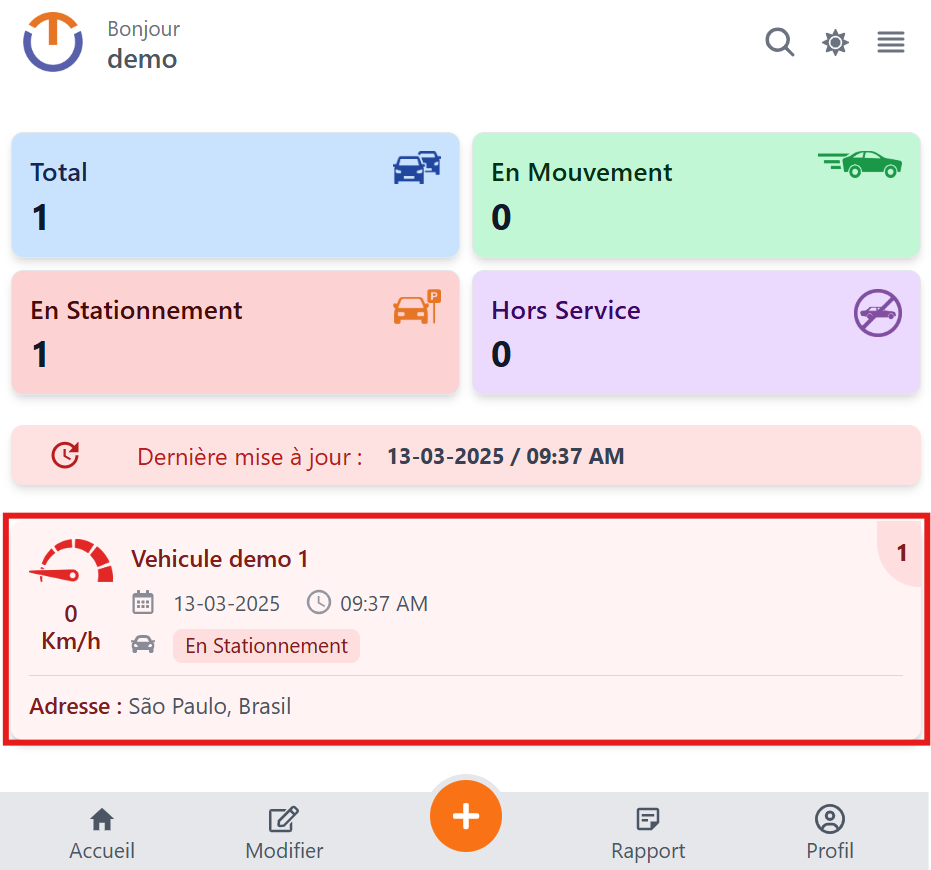 Bonjour
demo
Total
1
En Mouvement
0
En Stationnement
P
1
Hors Service
0
Dernière mise à jour : 13-03-2025 / 09:37 AM
Vehicule demo 1
1
13-03-2025 09:37 AM
0
Km/h
En Stationnement
Adresse : São Paulo, Brasil
Accueil
Modifier
Rapport
Profil